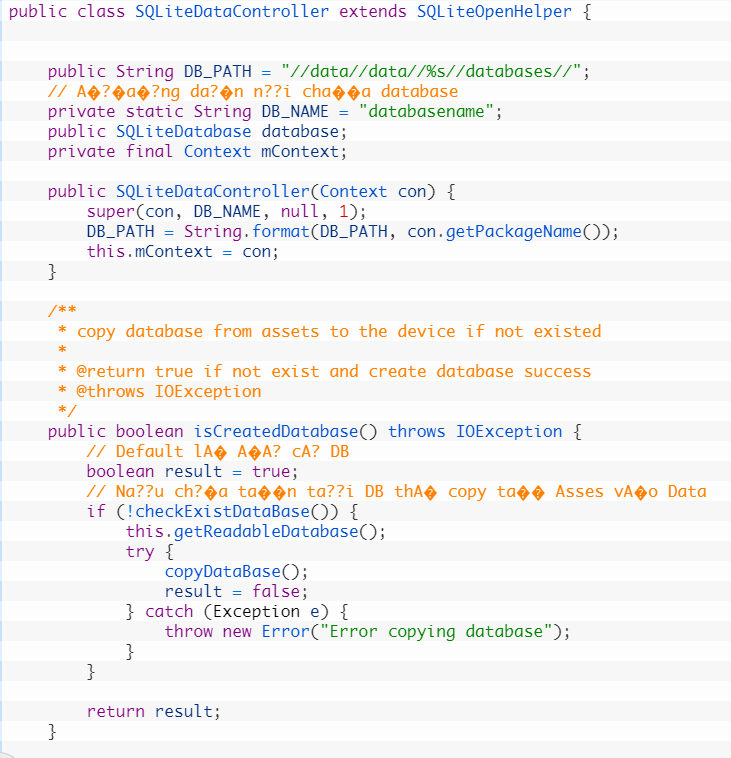 public class SQLiteDataController extends SQLiteOpenHelper {
public String DB_PATH = "//data//data//%s//databases//";
// A�?�a�?ng da?�n n??i cha��a database
private static String DB_NAME = "databasename";
public SQLiteDatabase database;
private final Context mContext;
public SQLiteDataController(Context con) {
super(con, DB_NAME, null, 1);
DB_PATH = String.format(DB_PATH, con.getPackageName());
this.mContext = con;
}
/**
* copy database from assets to the device if not existed
*
* @return true if not exist and create database success
* @throws IOException
*/
public boolean isCreatedDatabase() throws IOException {
// Default lA� A�A? cA? DB
boolean result = true;
// Na??u ch?�a ta��n ta??i DB thA� copy ta�� Asses vA�o Data
if (!checkExistDataBase()) {
this.getReadableDatabase();
try {
copyDataBase();
result = false;
} catch (Exception e) {
throw new Error("Error copying database");
}
}
return result;
}